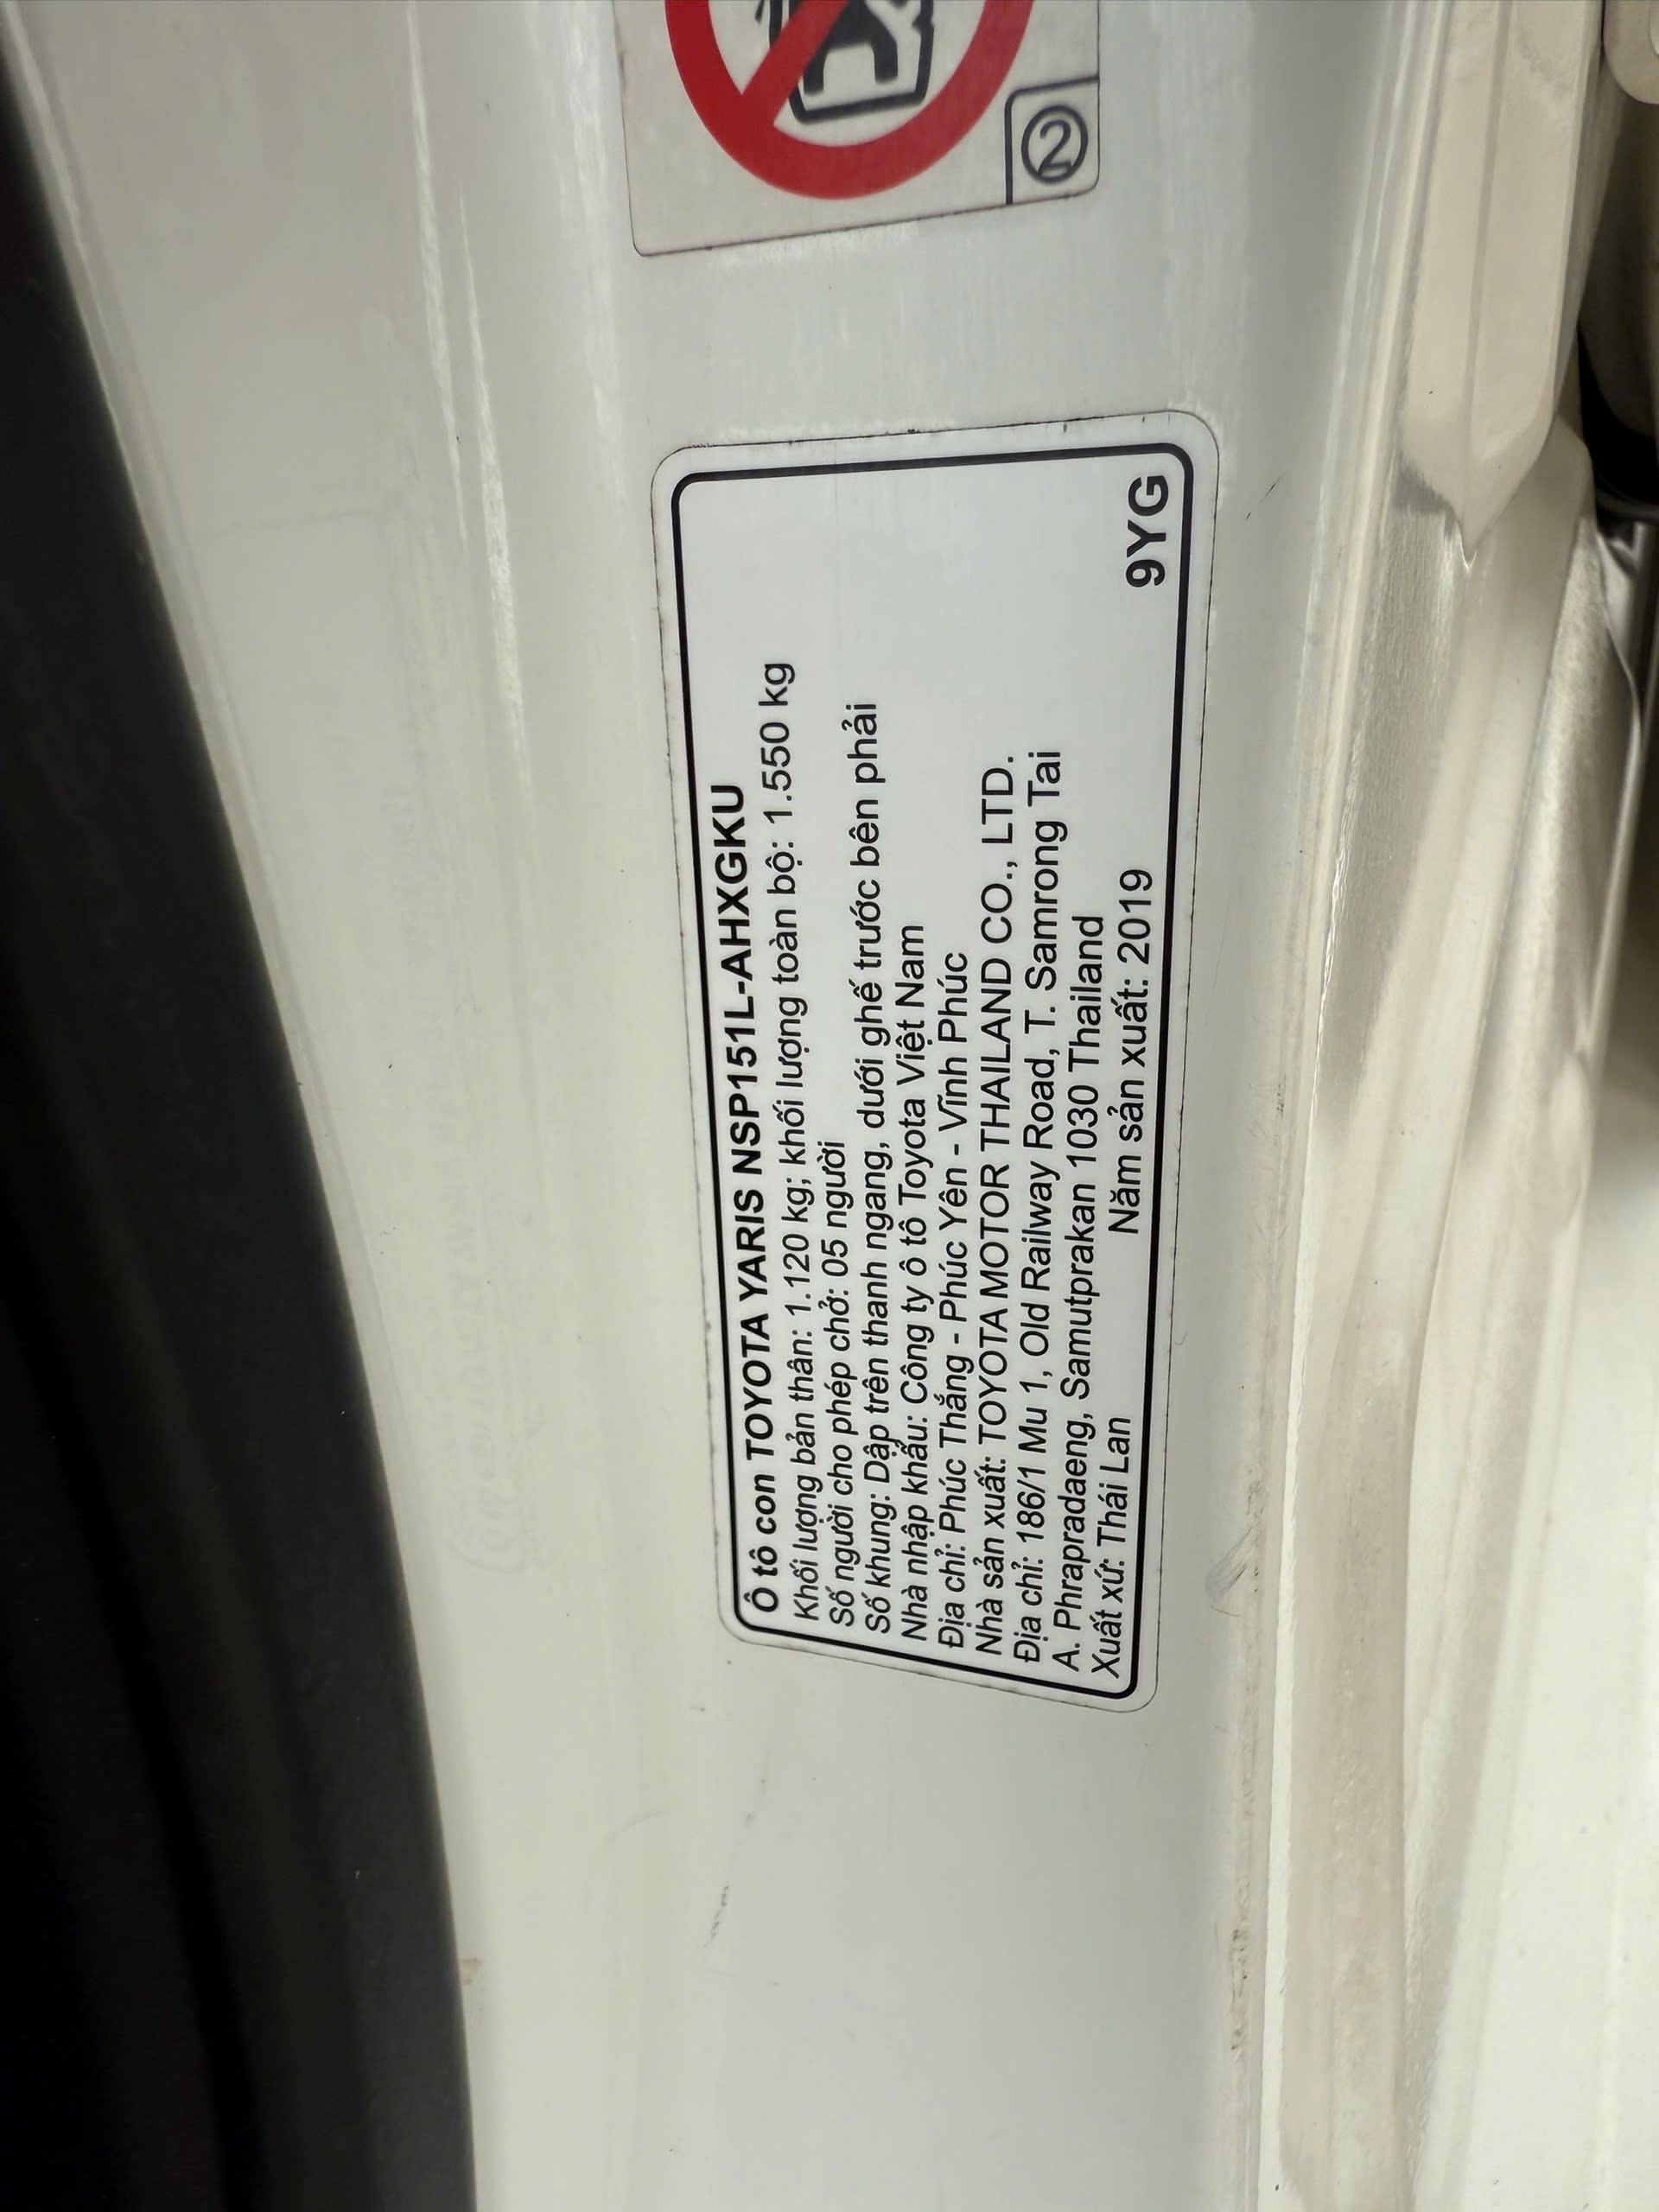 ②
Ô tô con TOYOTA YARIS NSP151L-AHXGKU
Khối lượng bản thân: 1.120 kg; khối lượng toàn bộ: 1.550 kg
Số người cho phép chở: 05 người
Số khung: Dập trên thanh ngang, dưới ghế trước bên phải
Nhà nhập khẩu: Công ty ô tô Toyota Việt Nam
Địa chỉ: Phúc Thắng - Phúc Yên - Vĩnh Phúc
Nhà sản xuất: TOYOTA MOTOR THAILAND CO., LTD.
Địa chỉ: 186/1 Mu 1, Old Railway Road, T. Samrong Tai
A. Phrapradaeng, Samutprakan 1030 Thailand
Xuất xứ: Thái Lan Năm sản xuất: 2019 9YG